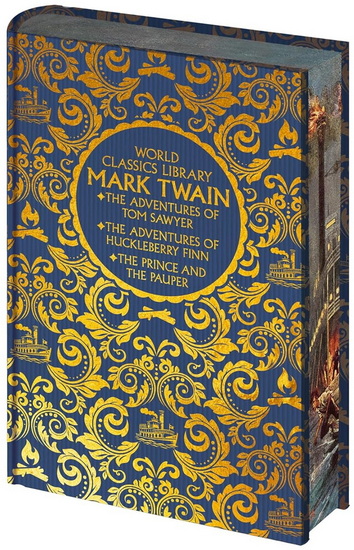 WORLD
CLASSICS LIBRARY
MARK TWAIN
THE ADVENTURES OF
TOM SAWYER
THE ADVENTURES OF
HUCKLEBERRY FINN
THE PRINCE AND
THE PAUPER